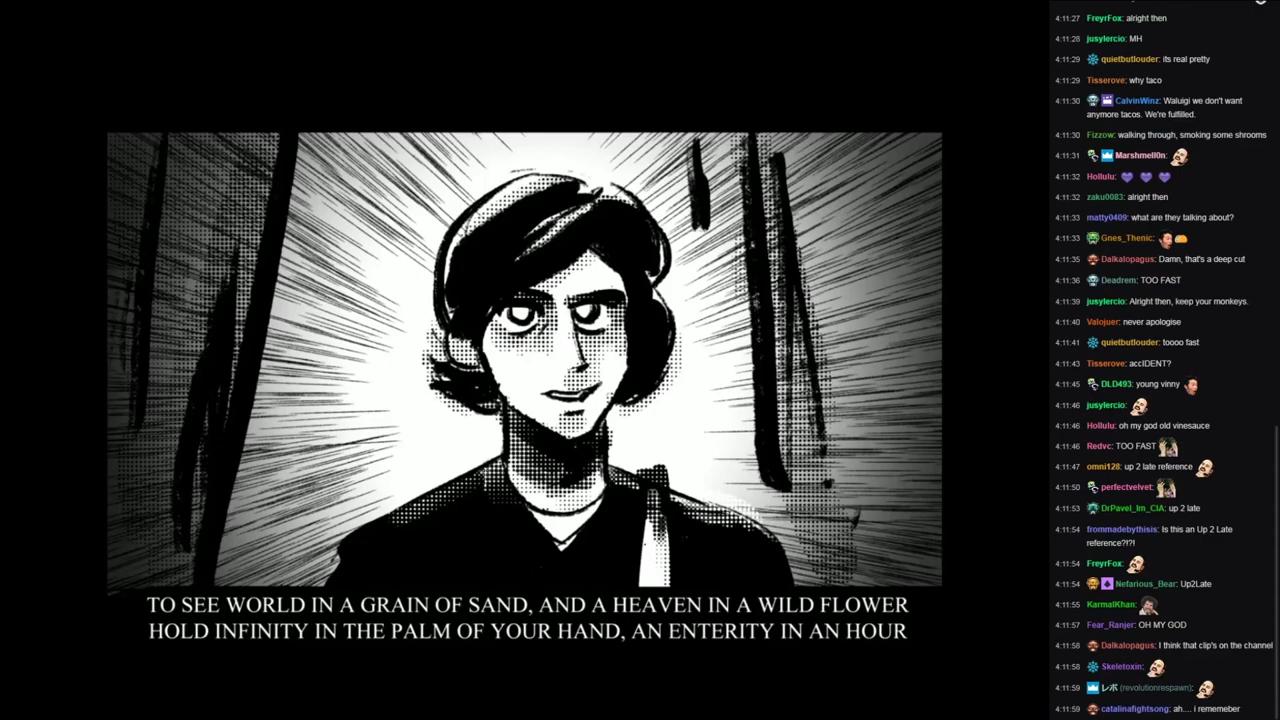 TO SEE WORLD IN A GRAIN OF SAND, AND A HEAVEN IN A WILD FLOWER
HOLD INFINITY IN THE PALM OF YOUR HAND, AN ENTERITY IN AN HOUR
4:11:27 FreyrFox: alright then
4:11:28 jusylercio: MH
4:11:29 quietbutlouder: its real pretty
4:11:29 Tisserove: why taco
4:11:30 CalvinWinz: Waluigi we don't want
anymore tacos. We're fulfilled.
4:11:30 Fizzow: walking through, smoking some shrooms
4:11:31 Marshmell0n:
4:11:32 Hollulu:
4:11:32 zaku0083: alright then
4:11:33 matty0409: what are they talking about?
4:11:33 Gnes_Thenic:
4:11:35 Dalkalopagus: Damn, that's a deep cut
4:11:36 Deadrem: TOO FAST
4:11:39 jusylercio: Alright then, keep your monkeys.
4:11:40 Valojuer: never apologise
4:11:41 quietbutlouder: toooo fast
4:11:43 Tisserove: accIDENT?
4:11:45 DLD493: young vinny
4:11:46 jusylercio:
4:11:46 Hollulu: oh my god old vinesauce
4:11:46 Redvc: TOO FAST
4:11:47 omni128: up 2 late reference
4:11:50 perfectvelvet:
4:11:53 DrPavel_Im_CIA: up 2 late
4:11:54 frommadebythisis: Is this an Up 2 Late
reference?!?!
4:11:54 FreyrFox:
4:11:54 Nefarious_Bear: Up2Late
4:11:55 KarmalKhan:
4:11:57 Fear_Ranjer: OH MY GOD
4:11:58 Dalkalopagus: I think that clip's on the channel
4:11:58 Skeletoxin:
4:11:59 レボ (revolutionrespawn):
4:11:59 catalinafightsong: ah.... i rememeber